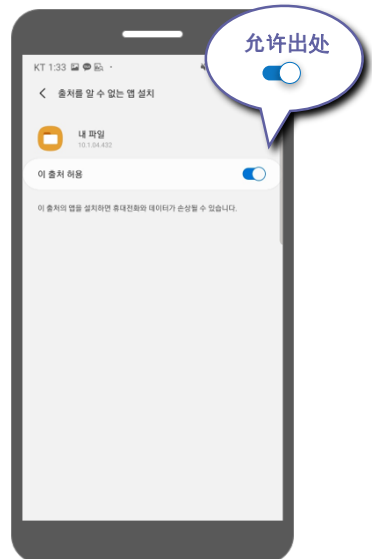 允许出处
KT 1:33
출처를 알 수 없는 앱 설치
내 파일
10.1.04.432
이 출처 허용
이 출처의 앱을 설치하면 휴대전화와 데이터가 손상될 수 있습니다.